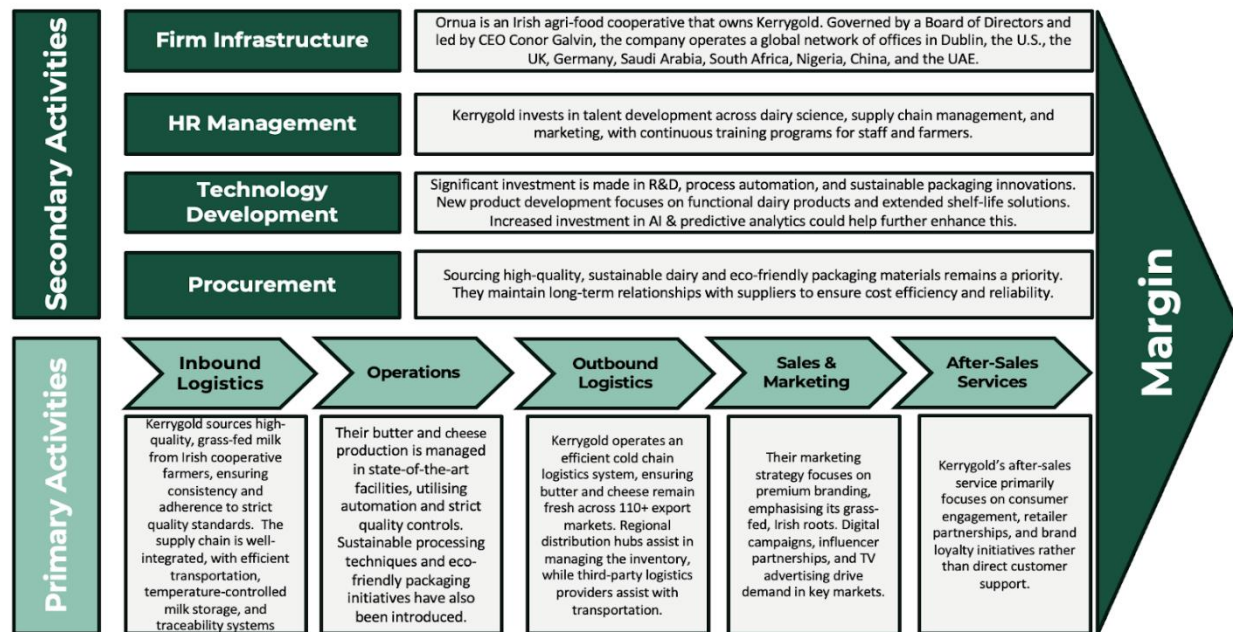 Secondary Activities
Firm Infrastructure
Ornua is an Irish agri-food cooperative that owns Kerrygold. Governed by a Board of Directors and
led by CEO Conor Galvin, the company operates a global network of offices in Dublin, the U.S., the
UK, Germany, Saudi Arabia, South Africa, Nigeria, China, and the UAE.
HR Management
Kerrygold invests in talent development across dairy science, supply chain management, and
marketing, with continuous training programs for staff and farmers.
Technology
Development
Significant investment is made in R&D, process automation, and sustainable packaging innovations.
New product development focuses on functional dairy products and extended shelf-life solutions.
Increased investment in AI & predictive analytics could help further enhance this.
Procurement
Sourcing high-quality, sustainable dairy and eco-friendly packaging materials remains a priority.
They maintain long-term relationships with suppliers to ensure cost efficiency and reliability.
Margin
Primary Activities
Inbound
Logistics
Kerrygold sources high-
quality, grass-fed milk
from Irish cooperative
farmers, ensuring
consistency and
adherence to strict
quality standards. The
supply chain is well-
integrated, with efficient
transportation,
temperature-controlled
milk storage, and
traceability systems
Operations
Their butter and cheese
production is managed
in state-of-the-art
facilities, utilising
automation and strict
quality controls.
Sustainable processing
techniques and eco-
friendly packaging
initiatives have also
been introduced.
Outbound
Logistics
Kerrygold operates an
efficient cold chain
logistics system, ensuring
butter and cheese remain
fresh across 110+ export
markets. Regional
distribution hubs assist in
managing the inventory,
while third-party logistics
providers assist with
transportation.
Sales &
Marketing
Their marketing
strategy focuses on
premium branding,
emphasising its grass-
fed, Irish roots. Digital
campaigns, influencer
partnerships, and TV
advertising drive
demand in key markets.
After-Sales
Services
Kerrygold's after-sales
service primarily
focuses on consumer
engagement, retailer
partnerships, and brand
loyalty initiatives rather
than direct customer
support.